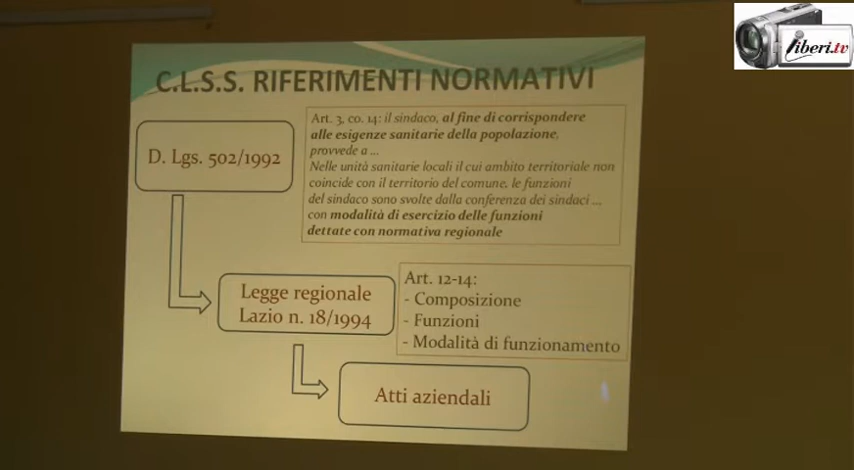 liberi.tv
C.L.S.S. RIFERIMENTI NORMATIVI
D. Lgs. 502/1992
Art. 3, co. 14: il sindaco, al fine di corrispondere
alle esigenze sanitarie della popolazione,
provvede a ...
Nelle unità sanitarie locali il cui ambito territoriale non
coincide con il territorio del comune, le funzioni
del sindaco sono svolte dalla conferenza dei sindaci ...
con modalità di esercizio delle funzioni
dettate con normativa regionale
Legge regionale
Lazio n. 18/1994
Art. 12-14:
- Composizione
- Funzioni
- Modalità di funzionamento
Atti aziendali